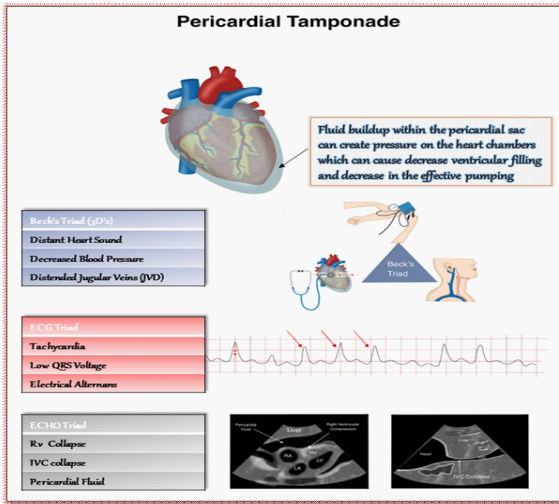 Pericardial Tamponade
Fluid buildup within the pericardial sac
can create pressure on the heart chambers
which can cause decrease ventricular filling
and decrease in the effective pumping
Beck's Triad (3D's)
Distant Heart Sound
Decreased Blood Pressure
Distended Jugular Veins (JVD)
Beck's
Triad
ECG Triad
Tachycardia
Low QRS Voltage
Electrical Alternans
ECHO Triad
Rv Collapse
IVC collapse
Pericardial Fluid
Pericardial
Fluid
Liver
Right Ventricular
Compression
RA
RV
LV
LA
Heart
IVC Collapse